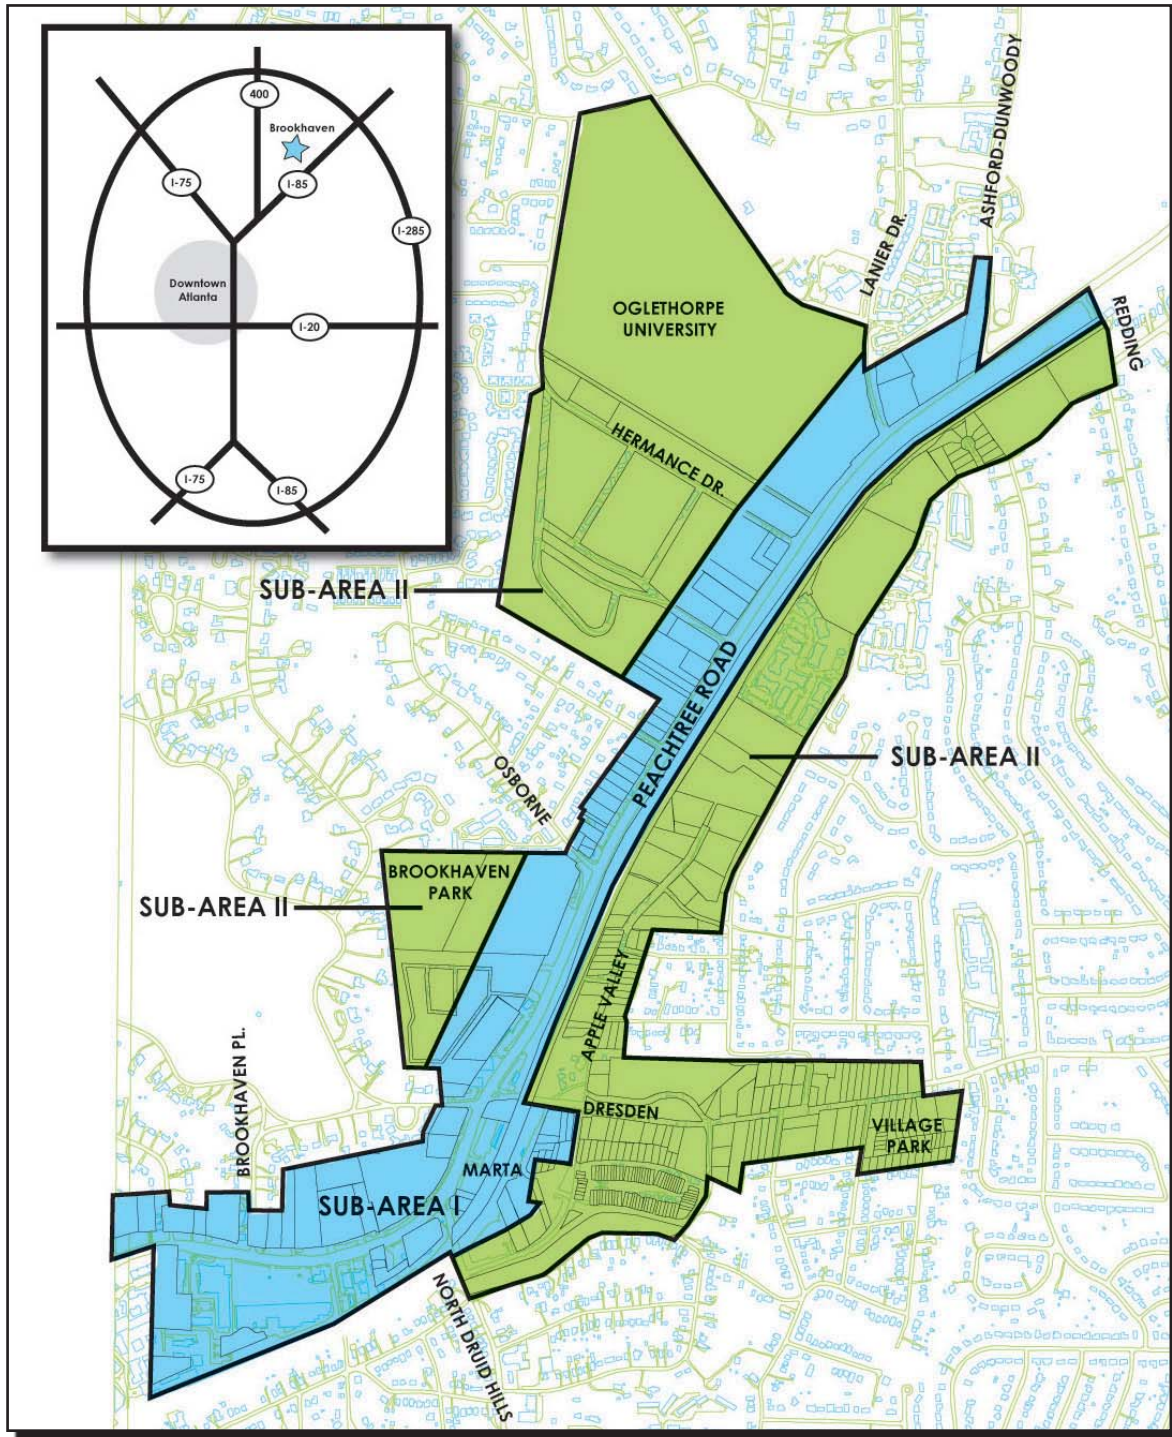 400
Brookhaven
I-75
I-85
I-285
Downtown
Atlanta
I-20
I-75
I-85
ASHFORD-DUNWOODY
LANIER DR.
REDDING
OGLETHORPE
UNIVERSITY
HERMANCE DR.
SUB-AREA II
PEACHTREE ROAD
SUB-AREA II
OSBORNE
BROOKHAVEN
PARK
SUB-AREA II
APPLE VALLEY
BROOKHAVEN PL.
DRESDEN
VILLAGE
PARK
MARTA
SUB-AREA I
NORTH DRUID HILLS